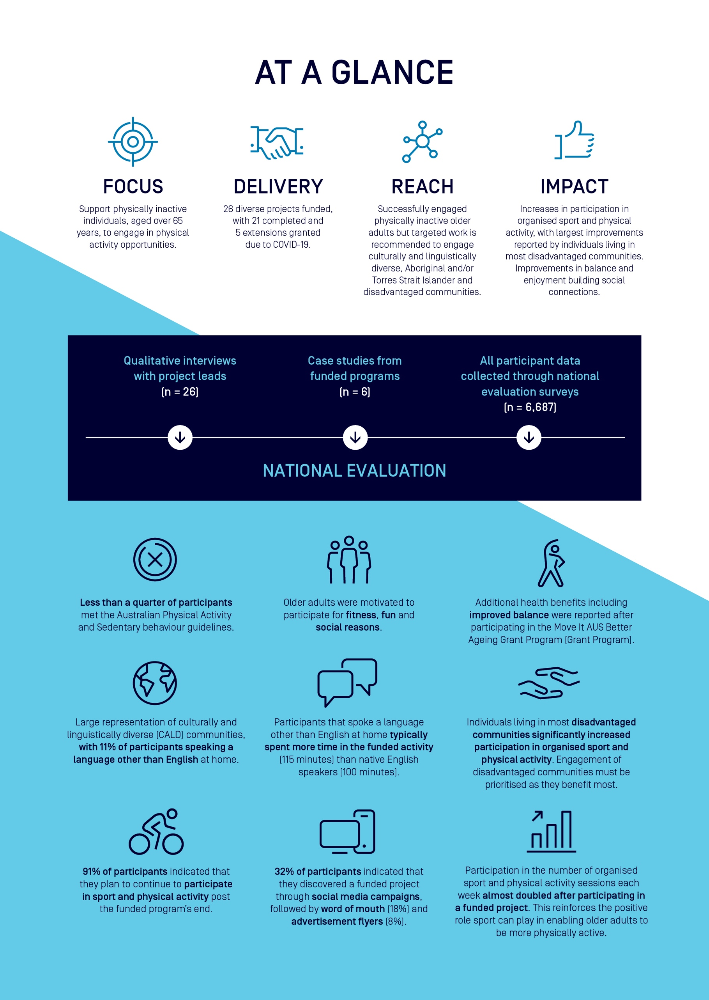 AT A GLANCE
FOCUS
Support physically inactive
individuals, aged over 65
years, to engage in physical
activity opportunities.
DELIVERY
26 diverse projects funded,
with 21 completed and
5 extensions granted
due to COVID-19.
REACH
Successfully engaged
physically inactive older
adults but targeted work is
recommended to engage
culturally and linguistically
diverse, Aboriginal and/or
Torres Strait Islander and
disadvantaged communities.
IMPACT
Increases in participation in
organised sport and physical
activity, with largest improvements
reported by individuals living in
most disadvantaged communities.
Improvements in balance and
enjoyment building social
connections.
Qualitative interviews
with project leads
(n = 26)
Case studies from
funded programs
(n = 6)
All participant data
collected through national
evaluation surveys
(n = 6,687)
NATIONAL EVALUATION
Less than a quarter of participants
met the Australian Physical Activity
and Sedentary behaviour guidelines.
Older adults were motivated to
participate for fitness, fun and
social reasons.
Additional health benefits including
improved balance were reported after
participating in the Move It AUS Better
Ageing Grant Program (Grant Program).
Large representation of culturally and
linguistically diverse (CALD) communities,
with 11% of participants speaking a
language other than English at home.
Participants that spoke a language
other than English at home typically
spent more time in the funded activity
(115 minutes) than native English
speakers (100 minutes).
Individuals living in most disadvantaged
communities significantly increased
participation in organised sport and
physical activity. Engagement of
disadvantaged communities must be
prioritised as they benefit most.
91% of participants indicated that
they plan to continue to participate
in sport and physical activity post
the funded program's end.
32% of participants indicated that
they discovered a funded project
through social media campaigns,
followed by word of mouth (18%) and
advertisement flyers (8%).
Participation in the number of organised
sport and physical activity sessions each
week almost doubled after participating in
a funded project. This reinforces the positive
role sport can play in enabling older adults to
be more physically active.